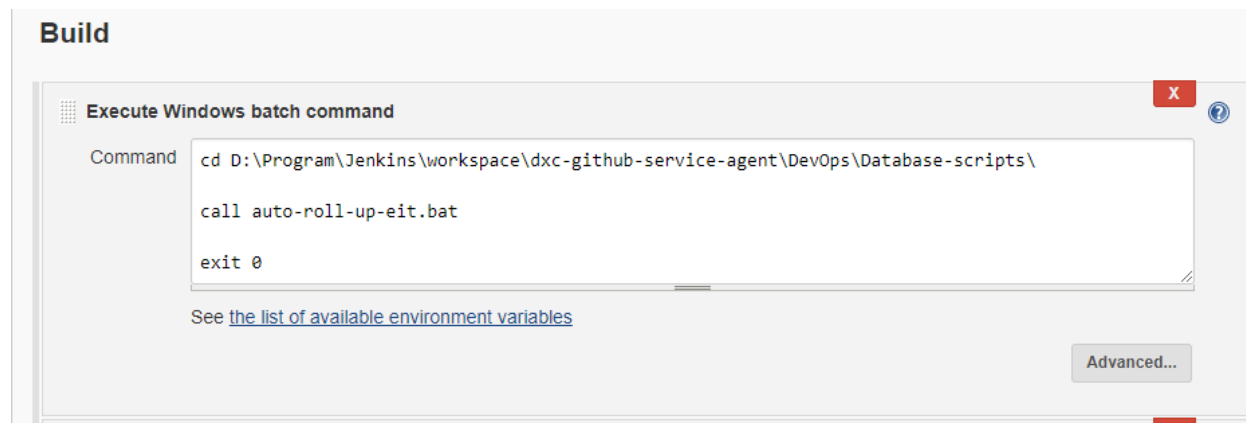 Build
Execute Windows batch command
X
?
Command
cd D:\Program\Jenkins\workspace\dxc-github-service-agent\DevOps\Database-scripts\
call auto-roll-up-eit.bat
exit 0
See the list of available environment variables
Advanced...